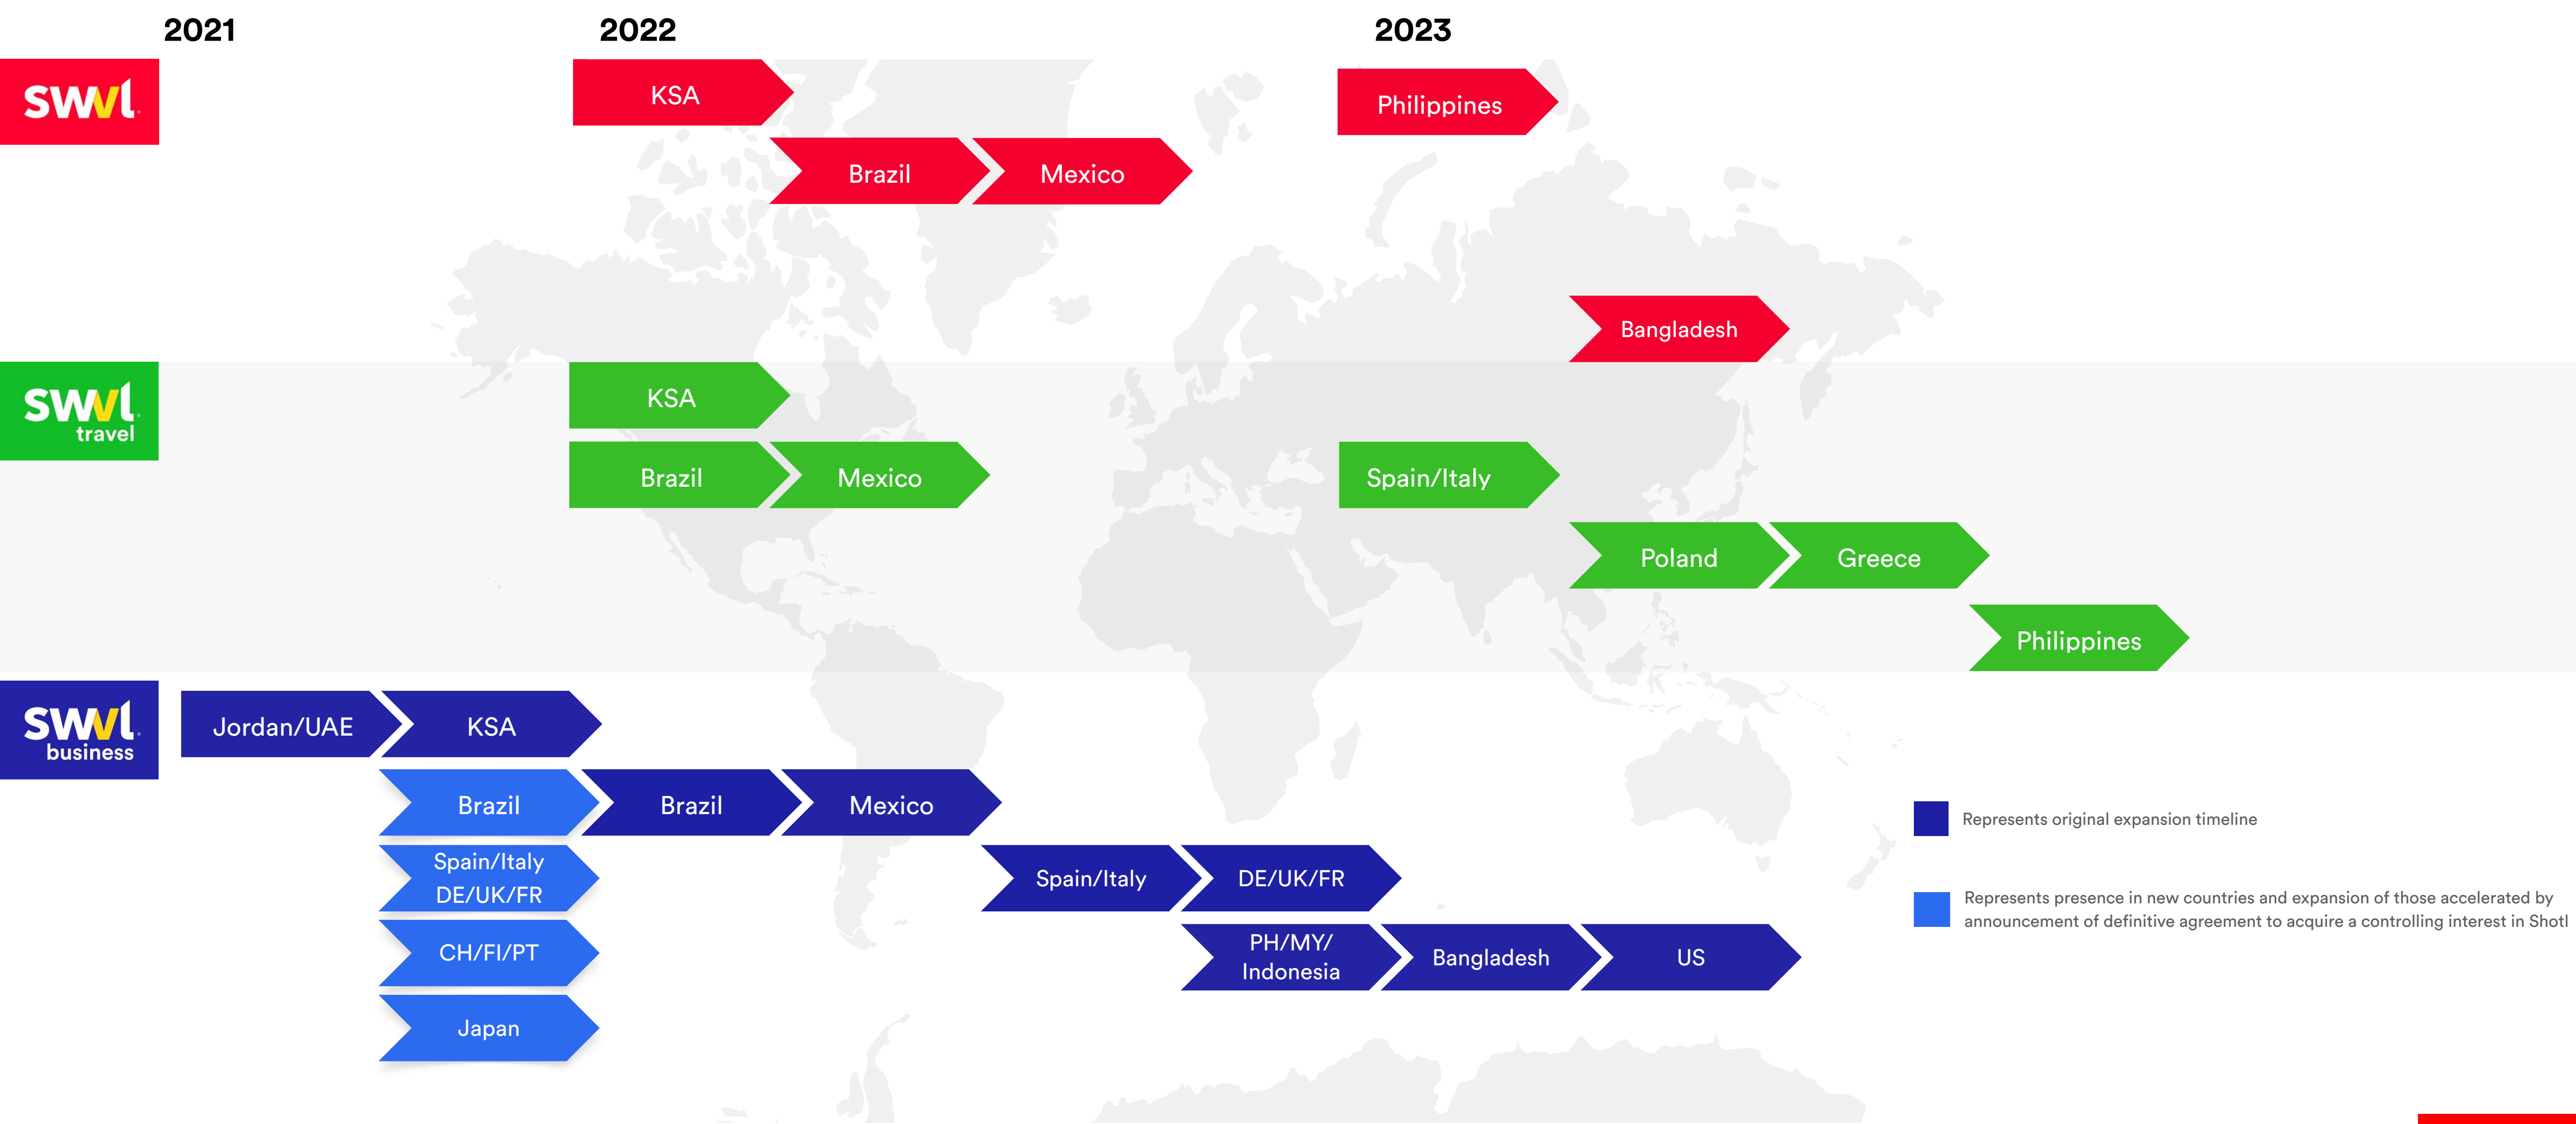 2021
2022
2023
swvl
KSA
Philippines
Brazil
Mexico
Bangladesh
swvl
travel
KSA
Brazil
Mexico
Spain/Italy
Poland
Greece
Philippines
swvl
business
Jordan/UAE
KSA
Brazil
Brazil
Mexico
Spain/Italy
DE/UK/FR
Spain/Italy
DE/UK/FR
CH/FI/PT
PH/MY/
Indonesia
Bangladesh
US
Japan
Represents original expansion timeline
Represents presence in new countries and expansion of those accelerated by
announcement of definitive agreement to acquire a controlling interest in Shotl